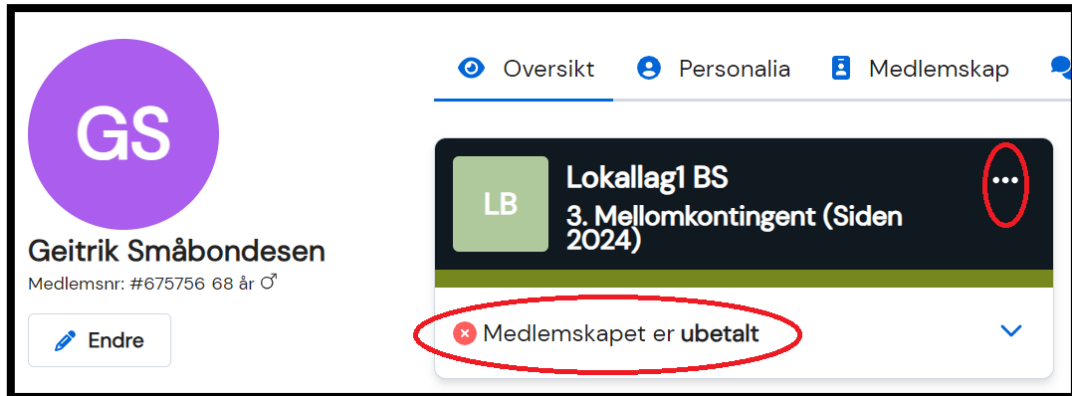 GS
Geitrik Småbondesen
Medlemsnr: #675756 68 år ♂
Endre
Oversikt Personalia Medlemskap
LB
Lokallag1 BS
3. Mellomkontingent (Siden
2024)
Medlemskapet er ubetalt